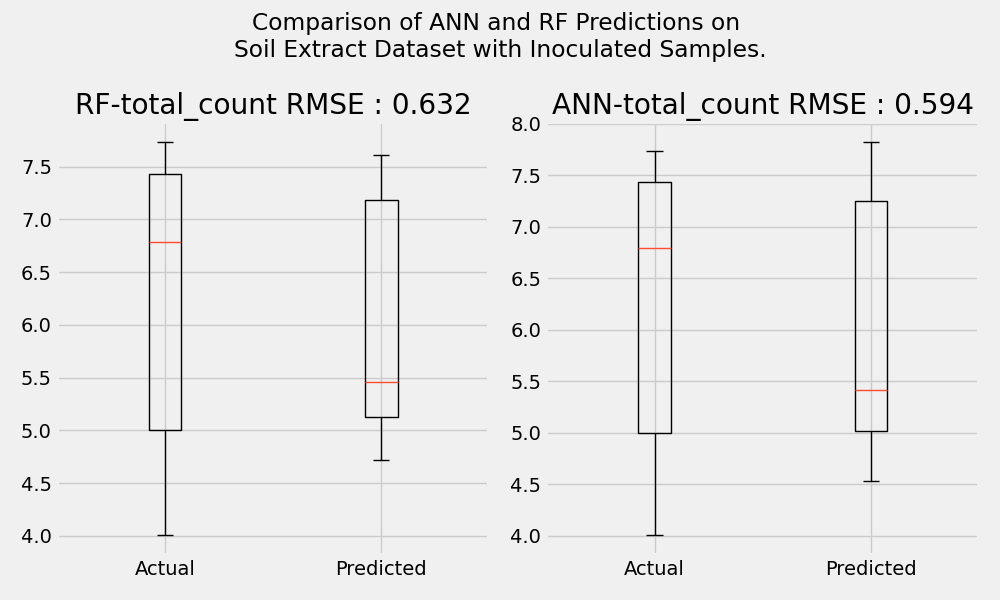 Comparison of ANN and RF Predictions on
Soil Extract Dataset with Inoculated Samples.
RF-total_count RMSE : 0.632
7.5
7.0
6.5
6.0
5.5
5.0
4.5
4.0
Actual Predicted
ANN-total_count RMSE : 0.594
8.0
7.5
7.0
6.5
6.0
5.5
5.0
4.5
4.0
Actual Predicted